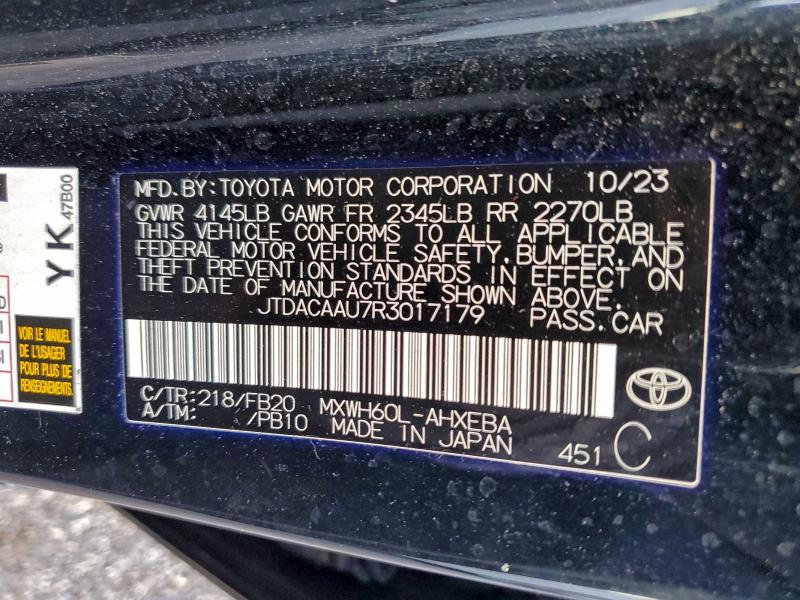 MFD.BY:TOYOTA MOTOR CORPORATION 10/23
GVWR 4145LB GAWR FR 2345LB RR 2270LB
THIS VEHICLE CONFORMS TO ALL APPLICABLE
FEDERAL MOTOR VEHICLE SAFETY,BUMPER,AND
THEFT PREVENTION STANDARDS IN EFFECT ON
THE DATE OF MANUFACTURE SHOWN ABOVE.
JTDACAAU7R3017179 PASS.CAR
C/TR:218/FB20 MXWH60L-AHXEBA
A/TM: /PB10 MADE IN JAPAN
451 C
YK
47B00
VOIR LE MANUEL
DE L'USAGER
POUR PLUS DE
RENSEIGNEMENTS